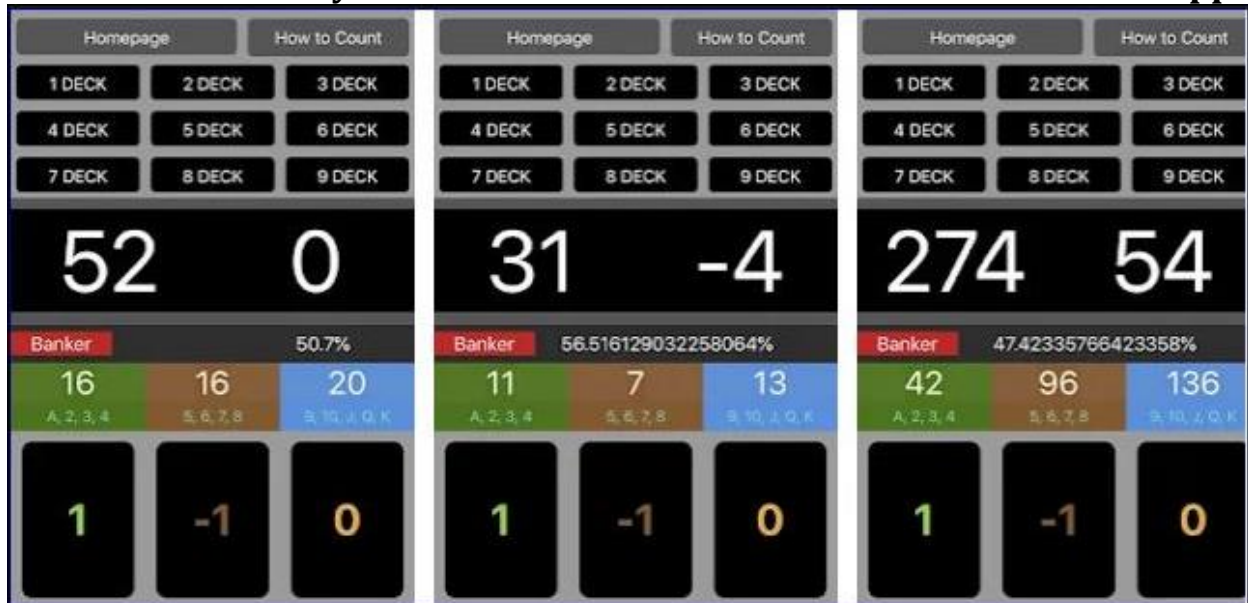 Homepage How to Count
1 DECK 2 DECK 3 DECK
4 DECK 5 DECK 6 DECK
7 DECK 8 DECK 9 DECK
52 0
Banker 50.7%
16 16 20
A, 2, 3, 4 5, 6, 7, 8 9, 10, J, Q, K
1 -1 0
Homepage How to Count
1 DECK 2 DECK 3 DECK
4 DECK 5 DECK 6 DECK
7 DECK 8 DECK 9 DECK
31 -4
Banker 56.5161290322258064%
11 7 13
A, 2, 3, 4 5, 6, 7, 8 9, 10, J, Q, K
1 -1 0
Homepage How to Count
1 DECK 2 DECK 3 DECK
4 DECK 5 DECK 6 DECK
7 DECK 8 DECK 9 DECK
274 54
Banker 47.42335766423358%
42 96 136
A, 2, 3, 4 5, 6, 7, 8 9, 10, J, Q, K
1 -1 0